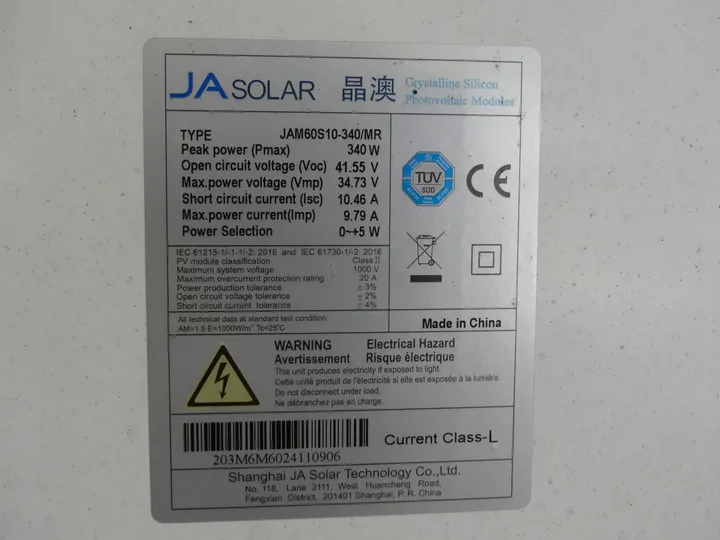 JA SOLAR 晶澳 Crystalline Silicon
Photovoltaic Modules
TYPE JAM60S10-340/MR
Peak power (Pmax) 340 W
Open circuit voltage (Voc) 41.55 V
Max.power voltage (Vmp) 34.73 V
Short circuit current (Isc) 10.46 A
Max.power current(Imp) 9.79 A
Power Selection 0~+5 W
TÜV
SÜD
CE
IEC 61215-1/-1-1/-2: 2016 and IEC 61730-1/-2: 2016
PV module classification Class II
Maximum system voltage 1000 V
Maximum overcurrent protection rating 20 A
Power production tolerance ± 3%
Open circuit voltage tolerance ± 2%
Short circuit current tolerance ± 4%
All technical data at standard test condition:
AM=1.5 E=1000W/m² Tc=25°C
Made in China
WARNING Electrical Hazard
Avertissement Risque électrique
This unit produces electricity if exposed to light.
Cette unité produit de l'électricité si elle est exposée à la lumière.
Do not disconnect under load.
Ne débranchez pas en charge.
203M6M6024110906
Current Class-L
Shanghai JA Solar Technology Co.,Ltd.
No. 118, Lane 3111, West Huancheng Road,
Fengxian District, 201401 Shanghai, P. R. China